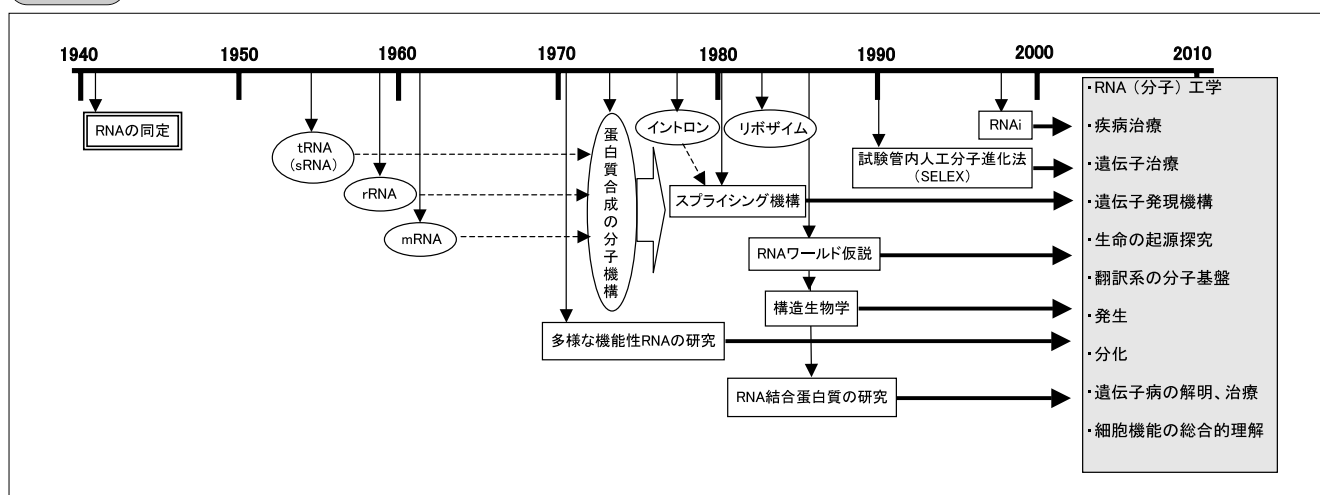 1940 1950 1960 1970 1980 1990 2000 2010
RNAの同定
tRNA
(sRNA)
rRNA
mRNA
蛋白質合成の分子機構
イントロン
リボザイム
スプライシング機構
RNAワールド仮説
構造生物学
多様な機能性RNAの研究
RNA結合蛋白質の研究
RNAi
試験管内人工分子進化法
(SELEX)
・RNA(分子)工学
・疾病治療
・遺伝子治療
・遺伝子発現機構
・生命の起源探究
・翻訳系の分子基盤
・発生
・分化
・遺伝子病の解明、治療
・細胞機能の総合的理解